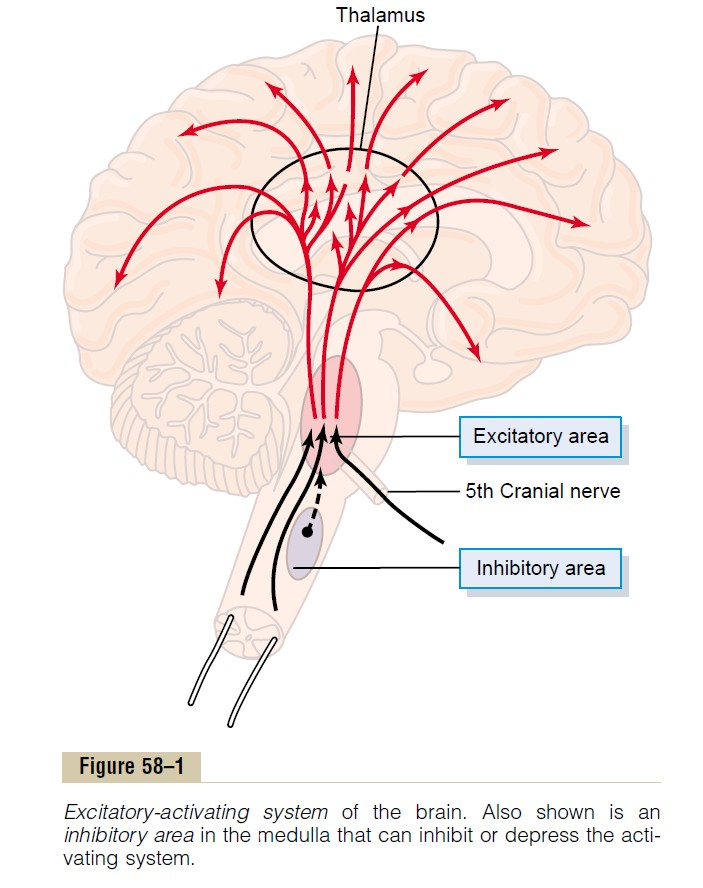 Thalamus
Excitatory area
5th Cranial nerve
Inhibitory area
Figure 58–1
Excitatory-activating system of the brain. Also shown is an
inhibitory area in the medulla that can inhibit or depress the acti-
vating system.